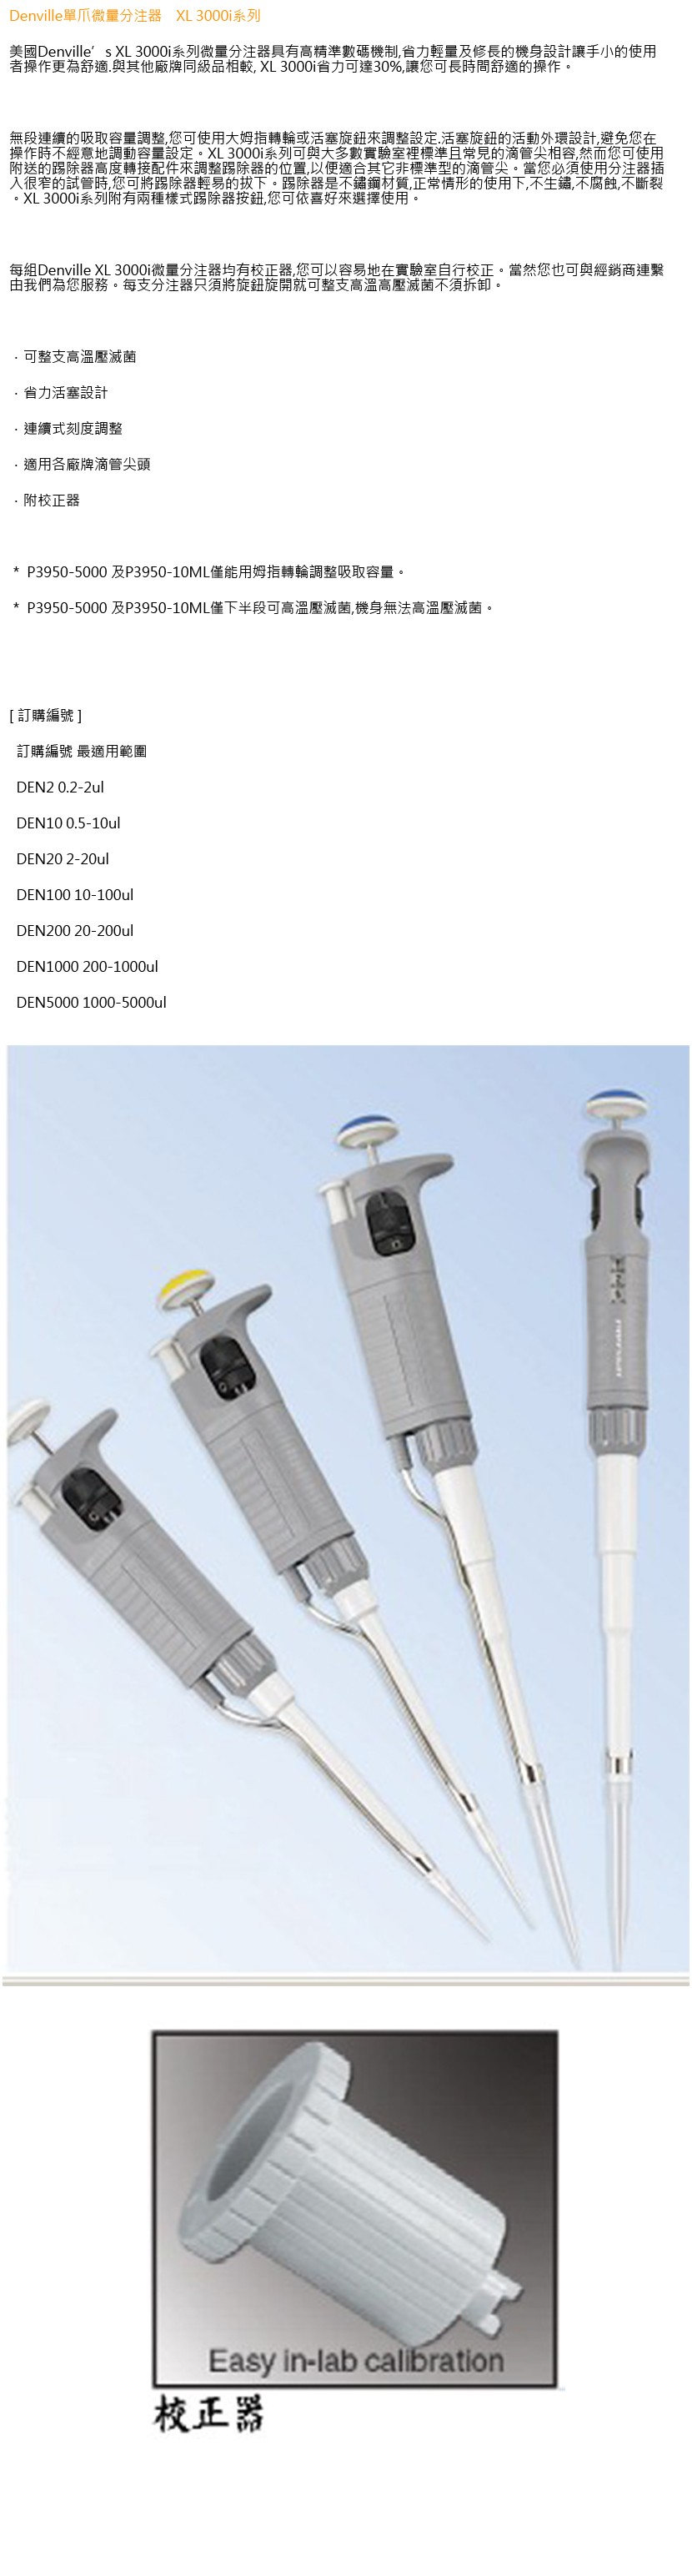 Denville單爪微量分注器　XL 3000i系列
美國Denville’s XL 3000i系列微量分注器具有高精準數碼機制,省力輕量及修長的機身設計讓手小的使用
者操作更為舒適.與其他廠牌同級品相較, XL 3000i省力可達30%,讓您可長時間舒適的操作。
無段連續的吸取容量調整,您可使用大姆指轉輪或活塞旋鈕來調整設定.活塞旋鈕的活動外環設計,避免您在
操作時不經意地調動容量設定。XL 3000i系列可與大多數實驗室裡標準且常見的滴管尖相容,然而您可使用
附送的踢除器高度轉接配件來調整踢除器的位置,以便適合其它非標準型的滴管尖。當您必須使用分注器插
入很窄的試管時,您可將踢除器輕易的拔下。踢除器是不鏽鋼材質,正常情形的使用下,不生鏽,不腐蝕,不斷裂
。XL 3000i系列附有兩種樣式踢除器按鈕,您可依喜好來選擇使用。
每組Denville XL 3000i微量分注器均有校正器,您可以容易地在實驗室自行校正。當然您也可與經銷商連繫
由我們為您服務。每支分注器只須將旋鈕旋開就可整支高溫高壓滅菌不須拆卸。
· 可整支高溫壓滅菌
· 省力活塞設計
· 連續式刻度調整
· 適用各廠牌滴管尖頭
· 附校正器
* P3950-5000 及P3950-10ML僅能用姆指轉輪調整吸取容量。
* P3950-5000 及P3950-10ML僅下半段可高溫壓滅菌,機身無法高溫壓滅菌。
[ 訂購編號 ]
訂購編號 最適用範圍
DEN2 0.2-2ul
DEN10 0.5-10ul
DEN20 2-20ul
DEN100 10-100ul
DEN200 20-200ul
DEN1000 200-1000ul
DEN5000 1000-5000ul
Easy in-lab calibration
校正器